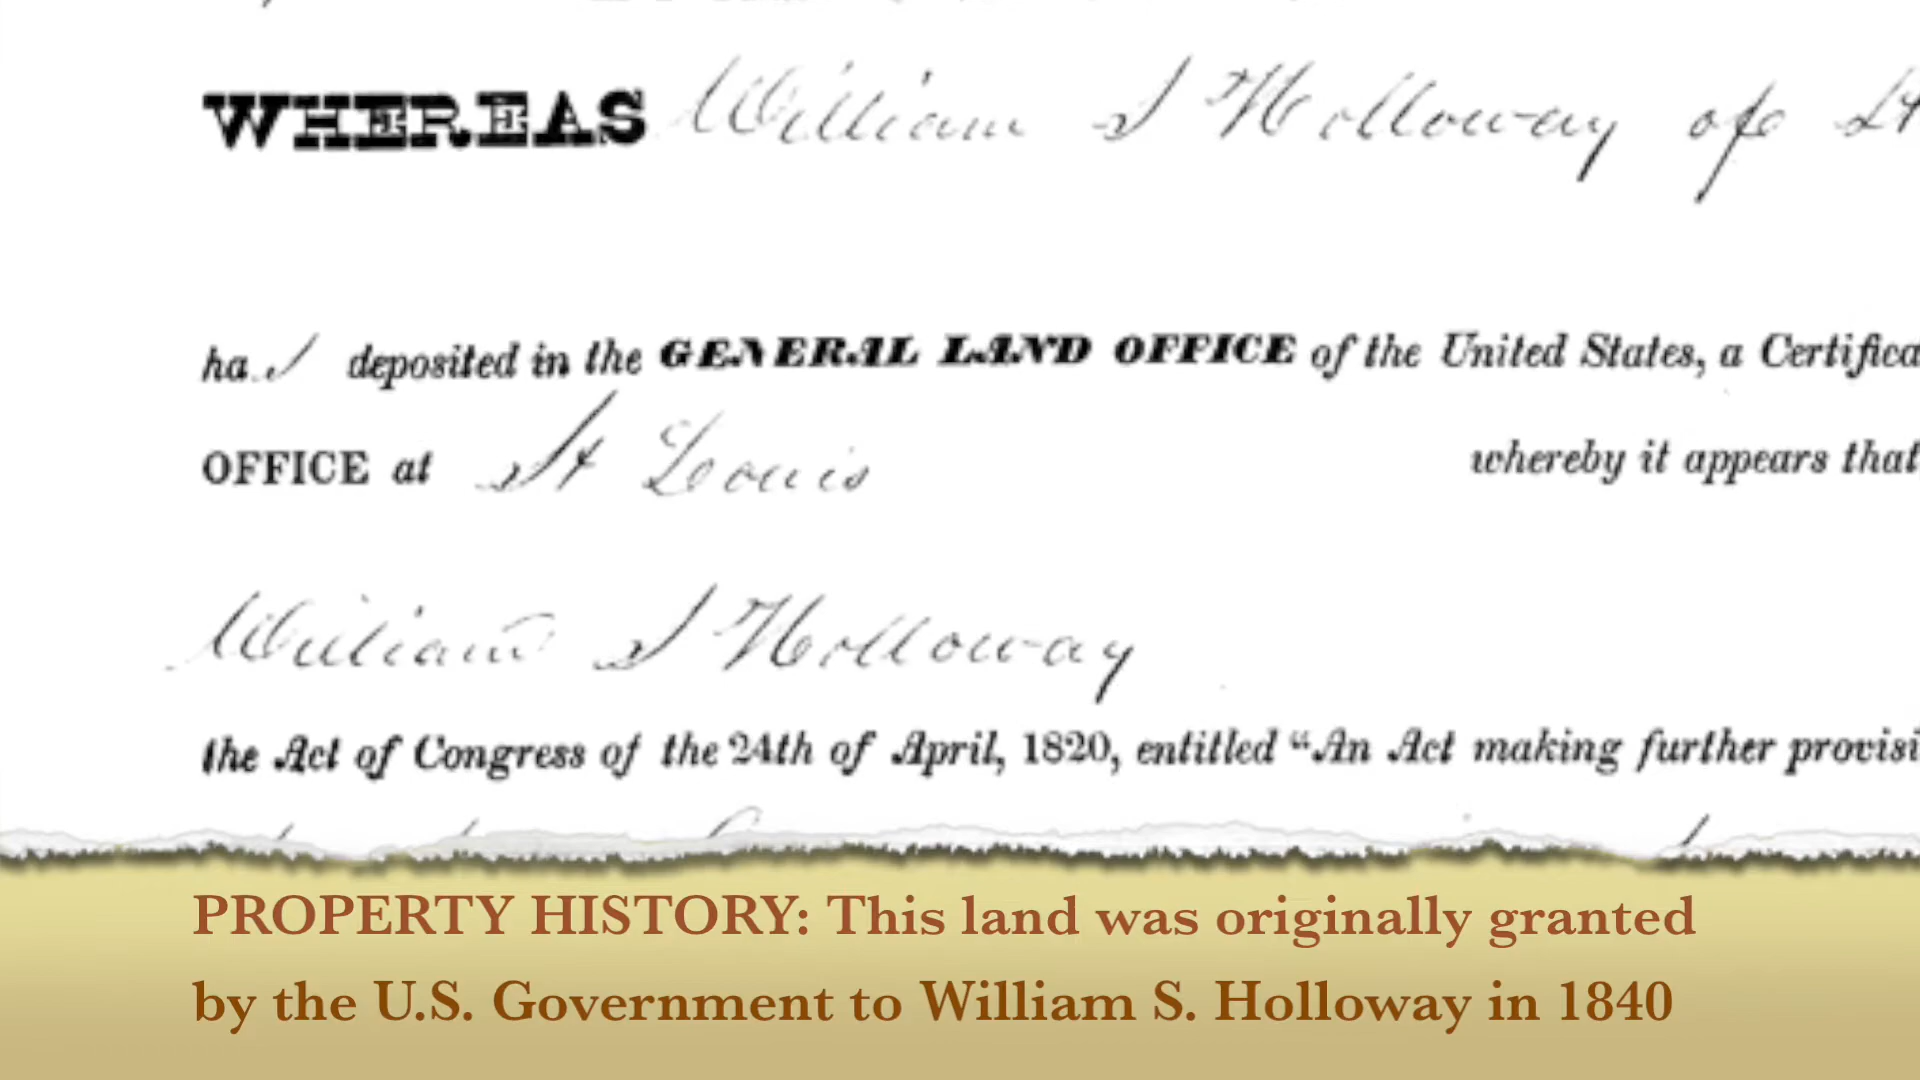 WHEREAS William S Holloway of St
has deposited in the GENERAL LAND OFFICE of the United States, a Certifica
OFFICE at St Louis whereby it appears that
William S Holloway
the Act of Congress of the 24th of April, 1820, entitled “An Act making further provisi
PROPERTY HISTORY: This land was originally granted
by the U.S. Government to William S. Holloway in 1840